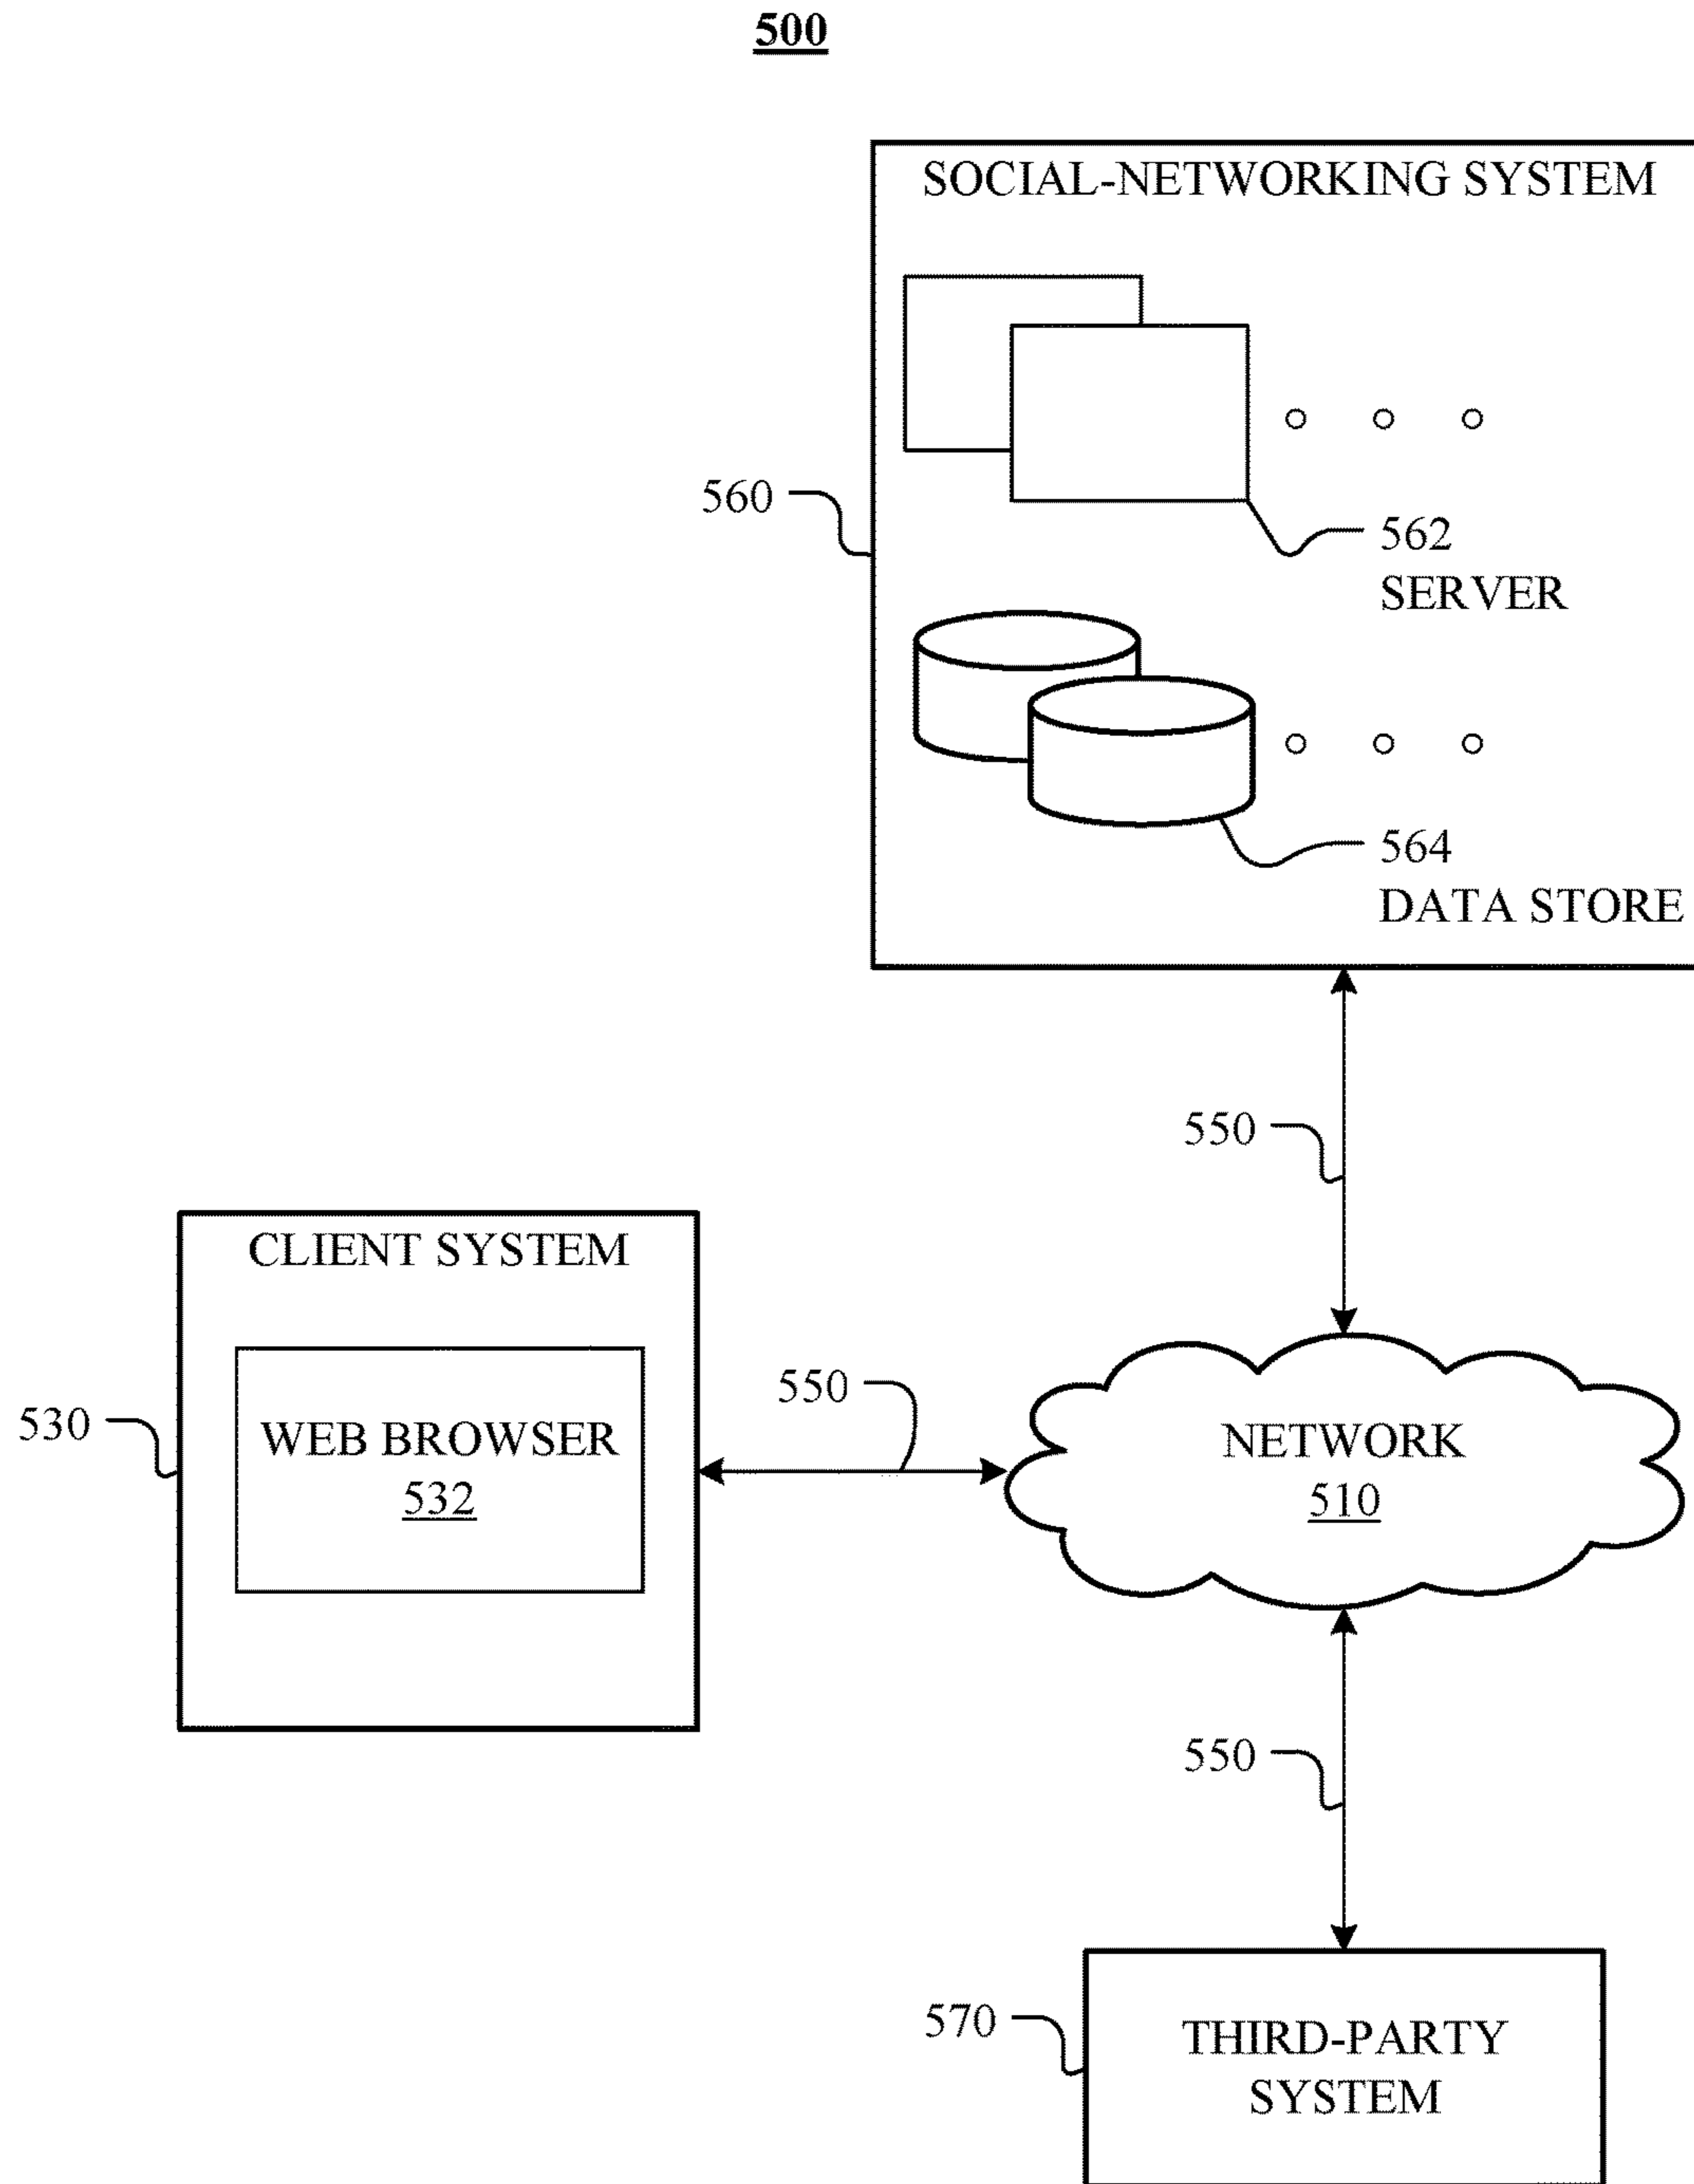 500
SOCIAL-NETWORKING SYSTEM
560
562
SERVER
564
DATA STORE
550
CLIENT SYSTEM
530
WEB BROWSER
532
550
NETWORK
510
550
570
THIRD-PARTY
SYSTEM